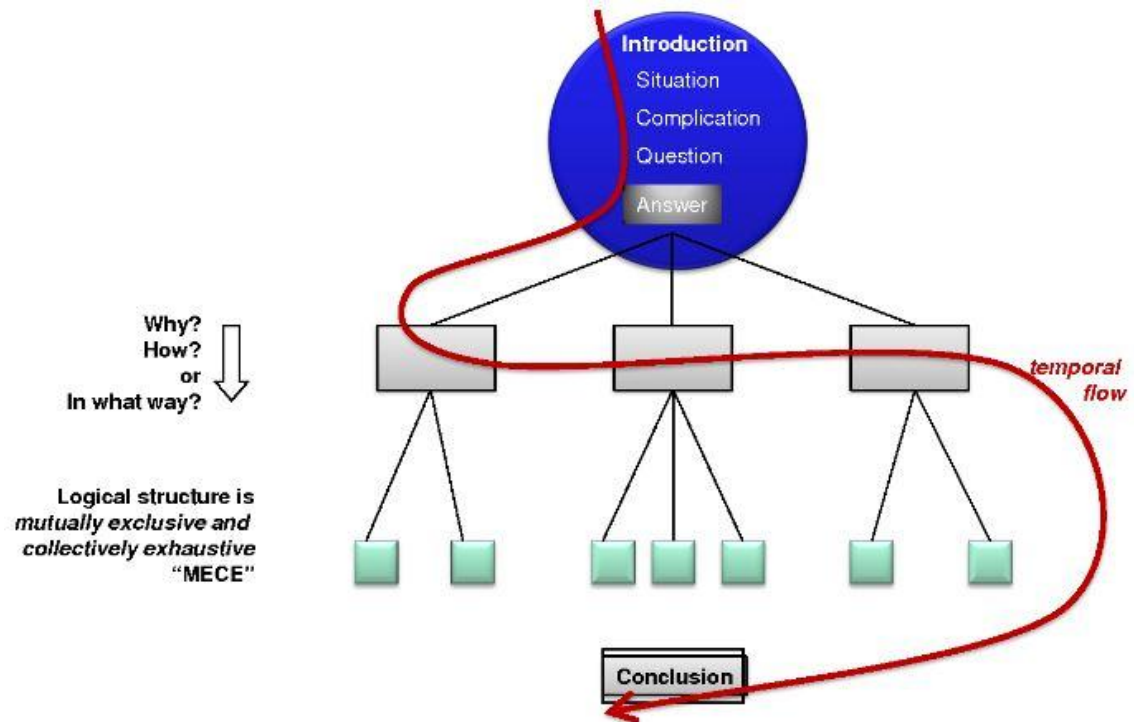 Introduction
Situation
Complication
Question
Answer
Why?
How?
or
In what way?
temporal
flow
Logical structure is
mutually exclusive and
collectively exhaustive
“MECE”
Conclusion